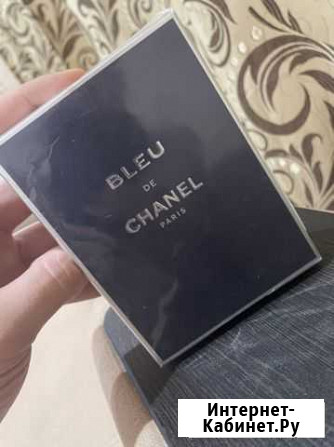 BLEU
DE
CHANEL
PARIS
Интернет-
Кабинет.Ру